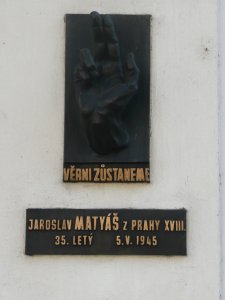 VĚRNI ZŮSTANEME
JAROSLAV MATYÁŠ Z PRAHY XVIII.
35. LETÝ 5.V.1945